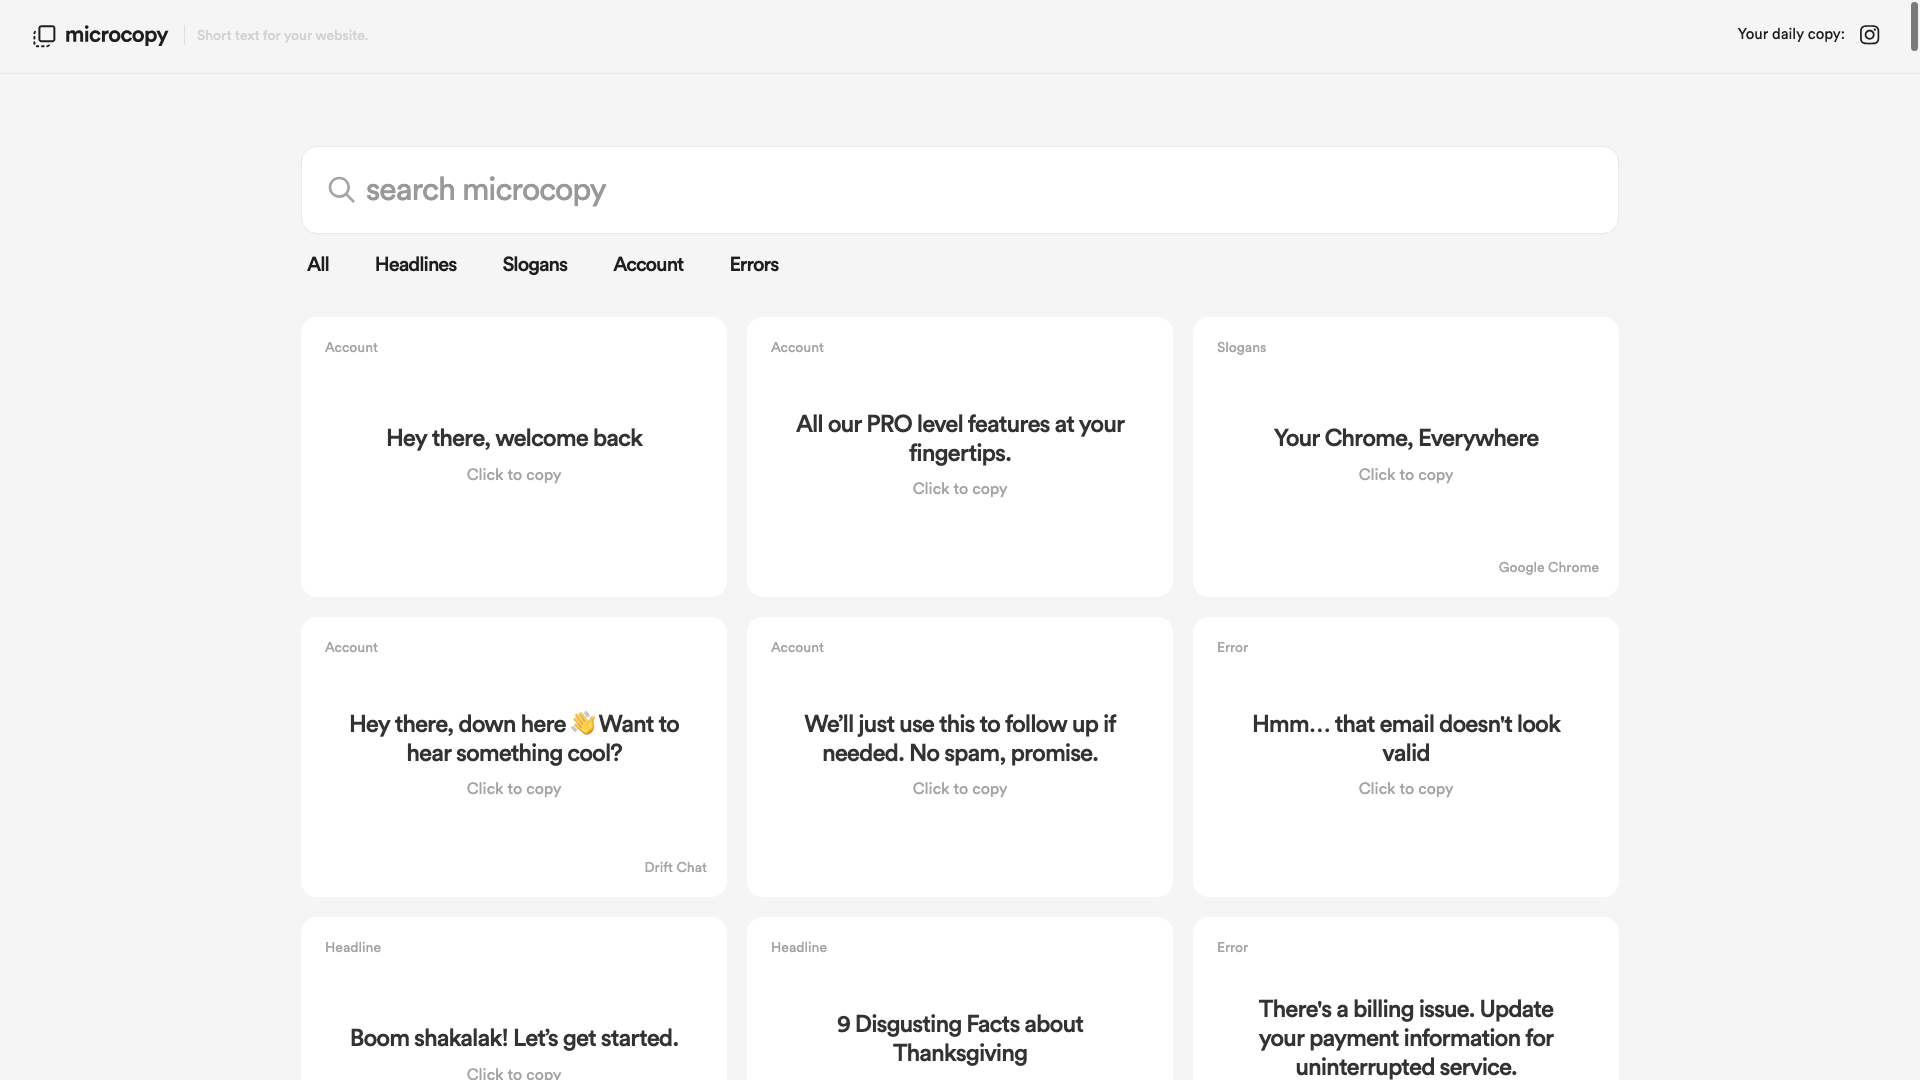 microcopy
Short text for your website.
Your daily copy:
search microcopy
All
Headlines
Slogans
Account
Errors
Account
Hey there, welcome back
Click to copy
Account
All our PRO level features at your
fingertips.
Click to copy
Slogans
Your Chrome, Everywhere
Click to copy
Google Chrome
Account
Hey there, down here 👋 Want to
hear something cool?
Click to copy
Drift Chat
Account
We’ll just use this to follow up if
needed. No spam, promise.
Click to copy
Error
Hmm… that email doesn't look
valid
Click to copy
Headline
Boom shakalak! Let’s get started.
Click to copy
Headline
9 Disgusting Facts about
Thanksgiving
Error
There's a billing issue. Update
your payment information for
uninterrupted service.